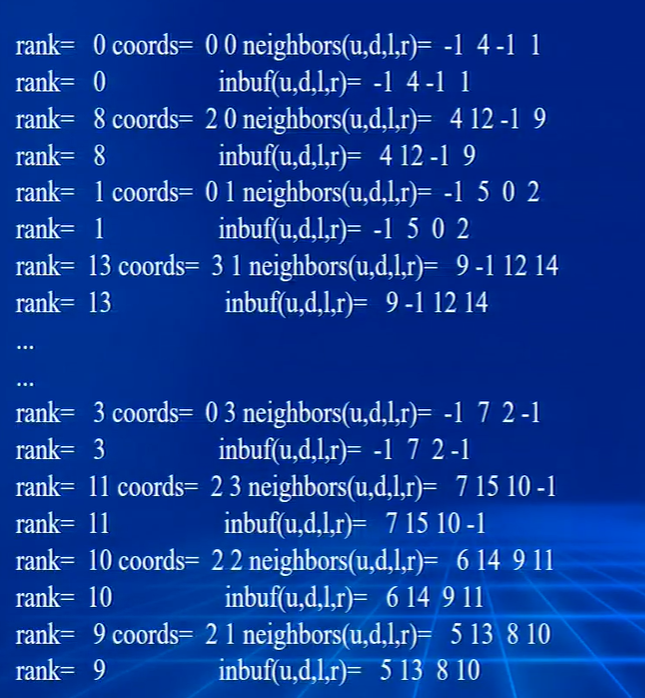 rank=  0 coords=  0 0 neighbors(u,d,l,r)=  -1  4 -1  1
rank=  0                 inbuf(u,d,l,r)=  -1  4 -1  1
rank=  8 coords=  2 0 neighbors(u,d,l,r)=   4 12 -1  9
rank=  8                 inbuf(u,d,l,r)=   4 12 -1  9
rank=  1 coords=  0 1 neighbors(u,d,l,r)=  -1  5  0  2
rank=  1                 inbuf(u,d,l,r)=  -1  5  0  2
rank=  13 coords=  3 1 neighbors(u,d,l,r)=   9 -1 12 14
rank=  13                 inbuf(u,d,l,r)=   9 -1 12 14
...
...
rank=  3 coords=  0 3 neighbors(u,d,l,r)=  -1  7  2 -1
rank=  3                 inbuf(u,d,l,r)=  -1  7  2 -1
rank=  11 coords=  2 3 neighbors(u,d,l,r)=   7 15 10 -1
rank=  11                 inbuf(u,d,l,r)=   7 15 10 -1
rank=  10 coords=  2 2 neighbors(u,d,l,r)=   6 14  9 11
rank=  10                 inbuf(u,d,l,r)=   6 14  9 11
rank=  9 coords=  2 1 neighbors(u,d,l,r)=   5 13  8 10
rank=  9                 inbuf(u,d,l,r)=   5 13  8 10